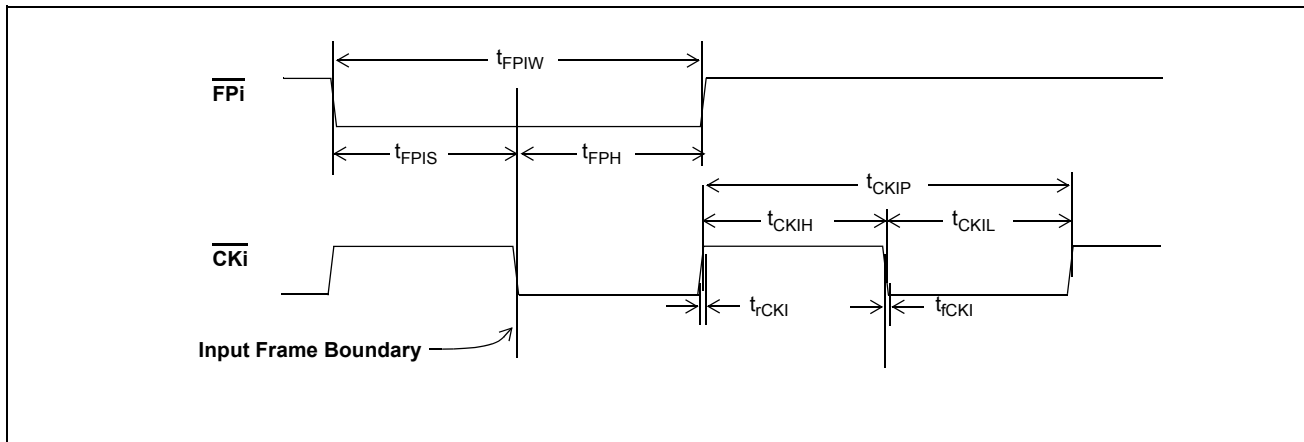 tFPIW
FPi
tFPIS
tFPH
tCKIP
tCKIH
tCKIL
CKi
trCKI
tfCKI
Input Frame Boundary